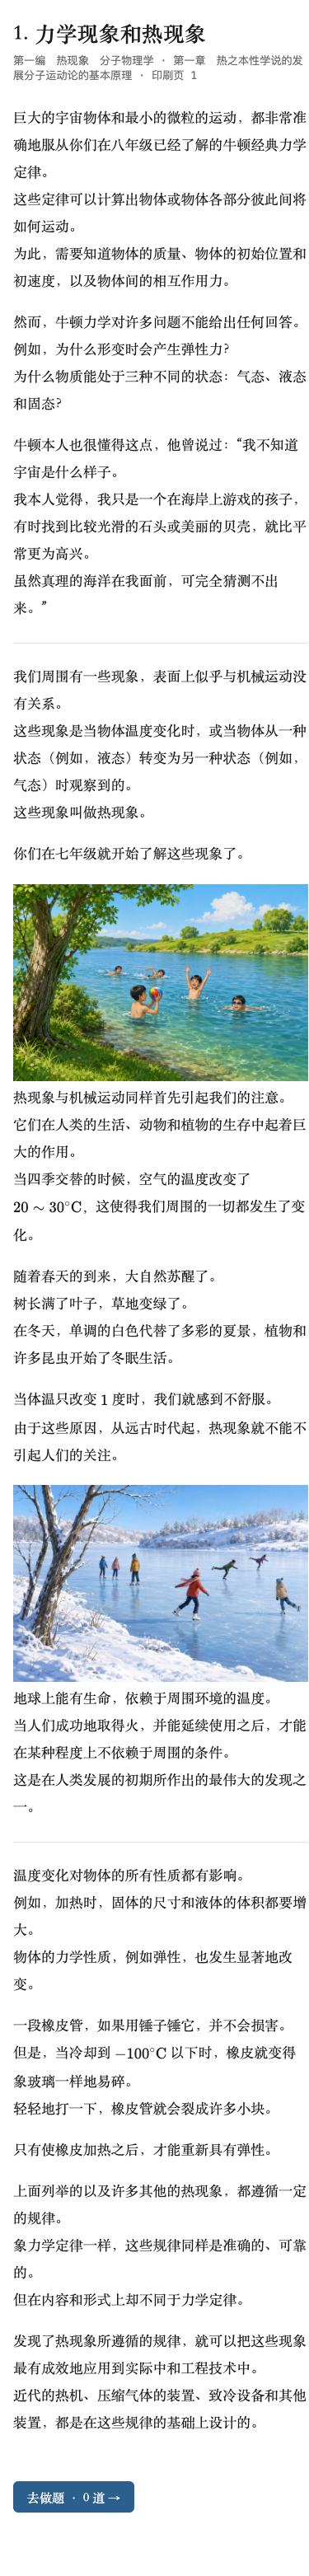 1. 力学现象和热现象
第一编　热现象　分子物理学 · 第一章　热之本性学说的发
展分子运动论的基本原理 · 印刷页 1
巨大的宇宙物体和最小的微粒的运动，都非常准
确地服从你们在八年级已经了解的牛顿经典力学
定律。
这些定律可以计算出物体或物体各部分彼此间将
如何运动。
为此，需要知道物体的质量、物体的初始位置和
初速度，以及物体间的相互作用力。
然而，牛顿力学对许多问题不能给出任何回答。
例如，为什么形变时会产生弹性力？
为什么物质能处于三种不同的状态：气态、液态
和固态？
牛顿本人也很懂得这点，他曾说过：“我不知道
宇宙是什么样子。
我本人觉得，我只是一个在海岸上游戏的孩子，
有时找到比较光滑的石头或美丽的贝壳，就比平
常更为高兴。
虽然真理的海洋在我面前，可完全猜测不出
来。”
我们周围有一些现象，表面上似乎与机械运动没
有关系。
这些现象是当物体温度变化时，或当物体从一种
状态（例如，液态）转变为另一种状态（例如，
气态）时观察到的。
这些现象叫做热现象。
你们在七年级就开始了解这些现象了。
热现象与机械运动同样首先引起我们的注意。
它们在人类的生活、动物和植物的生存中起着巨
大的作用。
当四季交替的时候，空气的温度改变了
20 ~ 30°C，这使得我们周围的一切都发生了变
化。
随着春天的到来，大自然苏醒了。
树长满了叶子，草地变绿了。
在冬天，单调的白色代替了多彩的夏景，植物和
许多昆虫开始了冬眠生活。
当体温只改变 1 度时，我们就感到不舒服。
由于这些原因，从远古时代起，热现象就不能不
引起人们的关注。
地球上能有生命，依赖于周围环境的温度。
当人们成功地取得火，并能延续使用之后，才能
在某种程度上不依赖于周围的条件。
这是在人类发展的初期所作出的最伟大的发现之
一。
温度变化对物体的所有性质都有影响。
例如，加热时，固体的尺寸和液体的体积都要增
大。
物体的力学性质，例如弹性，也发生显著地改
变。
一段橡皮管，如果用锤子锤它，并不会损害。
但是，当冷却到 −100°C 以下时，橡皮就变得
象玻璃一样地易碎。
轻轻地打一下，橡皮管就会裂成许多小块。
只有使橡皮加热之后，才能重新具有弹性。
上面列举的以及许多其他的热现象，都遵循一定
的规律。
象力学定律一样，这些规律同样是准确的、可靠
的。
但在内容和形式上却不同于力学定律。
发现了热现象所遵循的规律，就可以把这些现象
最有成效地应用到实际中和工程技术中。
近代的热机、压缩气体的装置、致冷设备和其他
装置，都是在这些规律的基础上设计的。
去做题 · 0 道 →